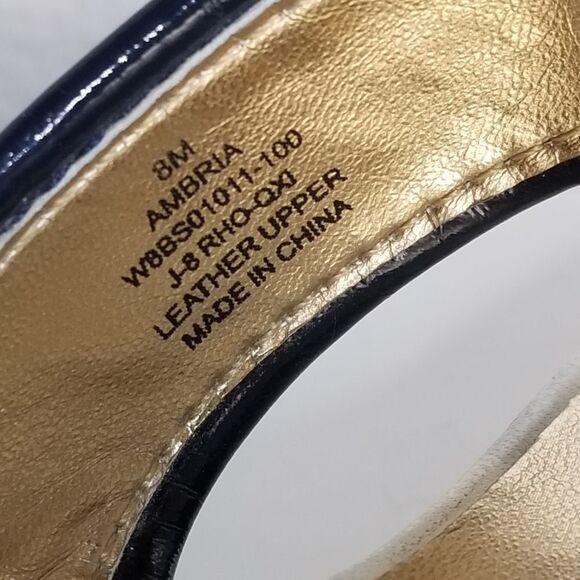 8M
AMBRIA
W8BS01011-100
J-8 RHO-QXI
LEATHER UPPER
MADE IN CHINA